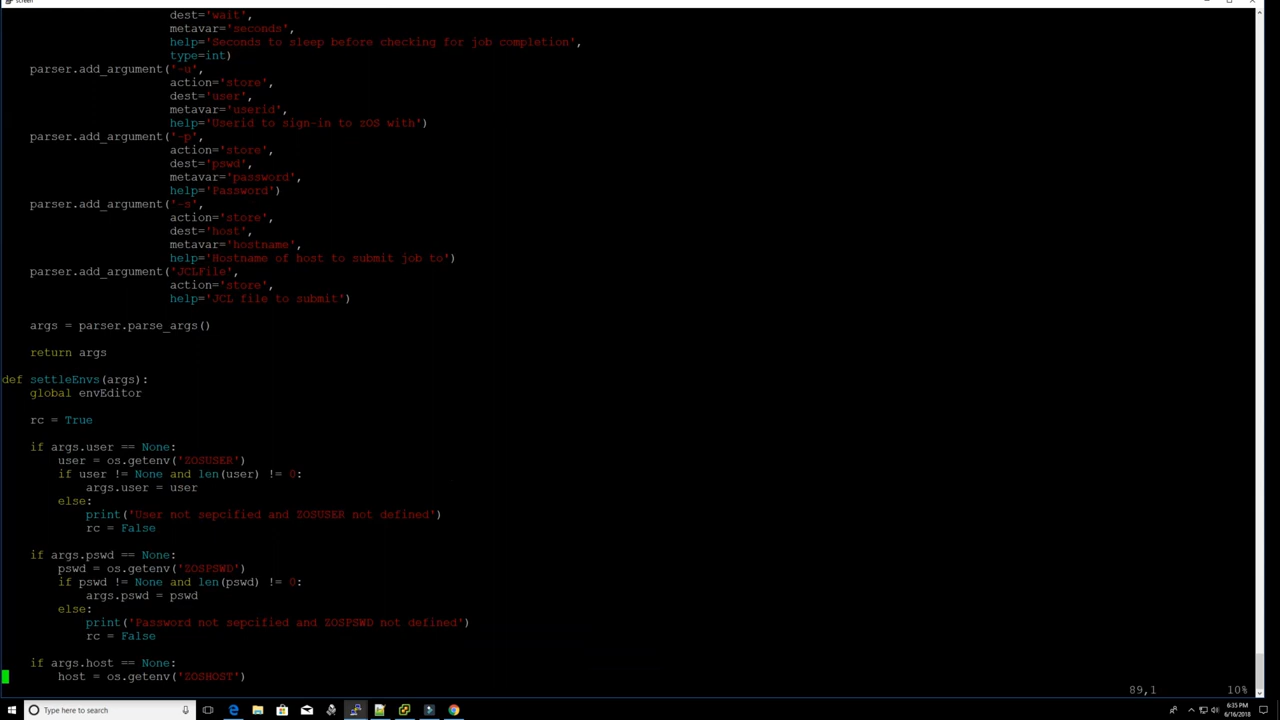 screen
dest='wait',
metavar='seconds',
help='Seconds to sleep before checking for job completion',
type=int)
parser.add_argument('-u',
action='store',
dest='user',
metavar='userid',
help='Userid to sign-in to zOS with')
parser.add_argument('-p',
action='store',
dest='pswd',
metavar='password',
help='Password')
parser.add_argument('-s',
action='store',
dest='host',
metavar='hostname',
help='Hostname of host to submit job to')
parser.add_argument('JCLFile',
action='store',
help='JCL file to submit')
args = parser.parse_args()
return args
def settleEnvs(args):
global envEditor
rc = True
if args.user == None:
user = os.getenv('ZOSUSER')
if user != None and len(user) != 0:
args.user = user
else:
print('User not sepcified and ZOSUSER not defined')
rc = False
if args.pswd == None:
pswd = os.getenv('ZOSPSWD')
if pswd != None and len(pswd) != 0:
args.pswd = pswd
else:
print('Password not sepcified and ZOSPSWD not defined')
rc = False
if args.host == None:
host = os.getenv('ZOSHOST')
89,1 10%
Type here to search
6:35 PM
6/16/2018